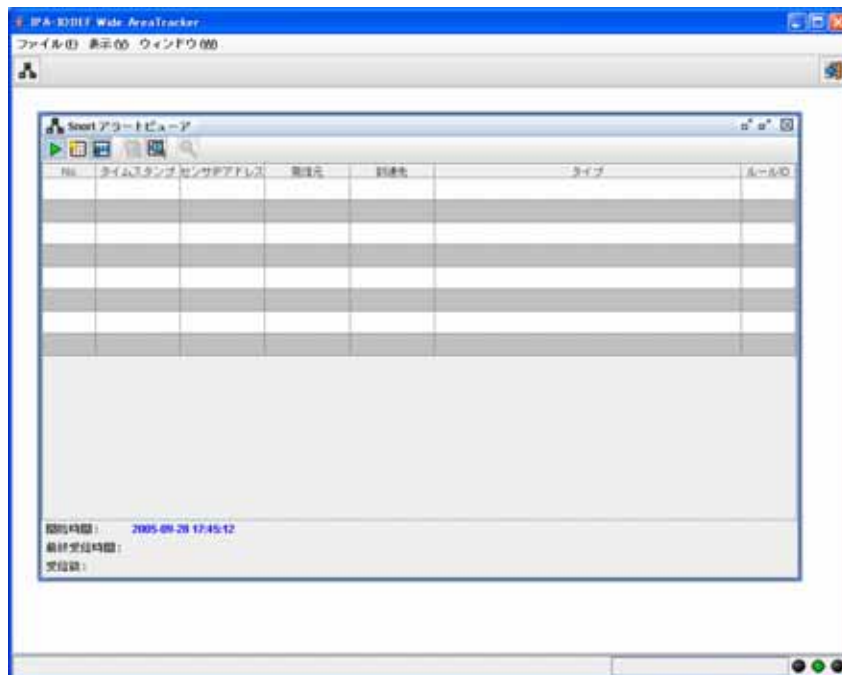 IPA-IODEF Wide AreaTracker
ファイル(F) 表示(V) ウィンドウ(W)
Snort アラートビューア
No. タイムスタンプ センサIPアドレス 発信元 到達先 タイプ ルールID
開始時間: 2005-09-28 17:45:12
最終受信時間:
受信数: